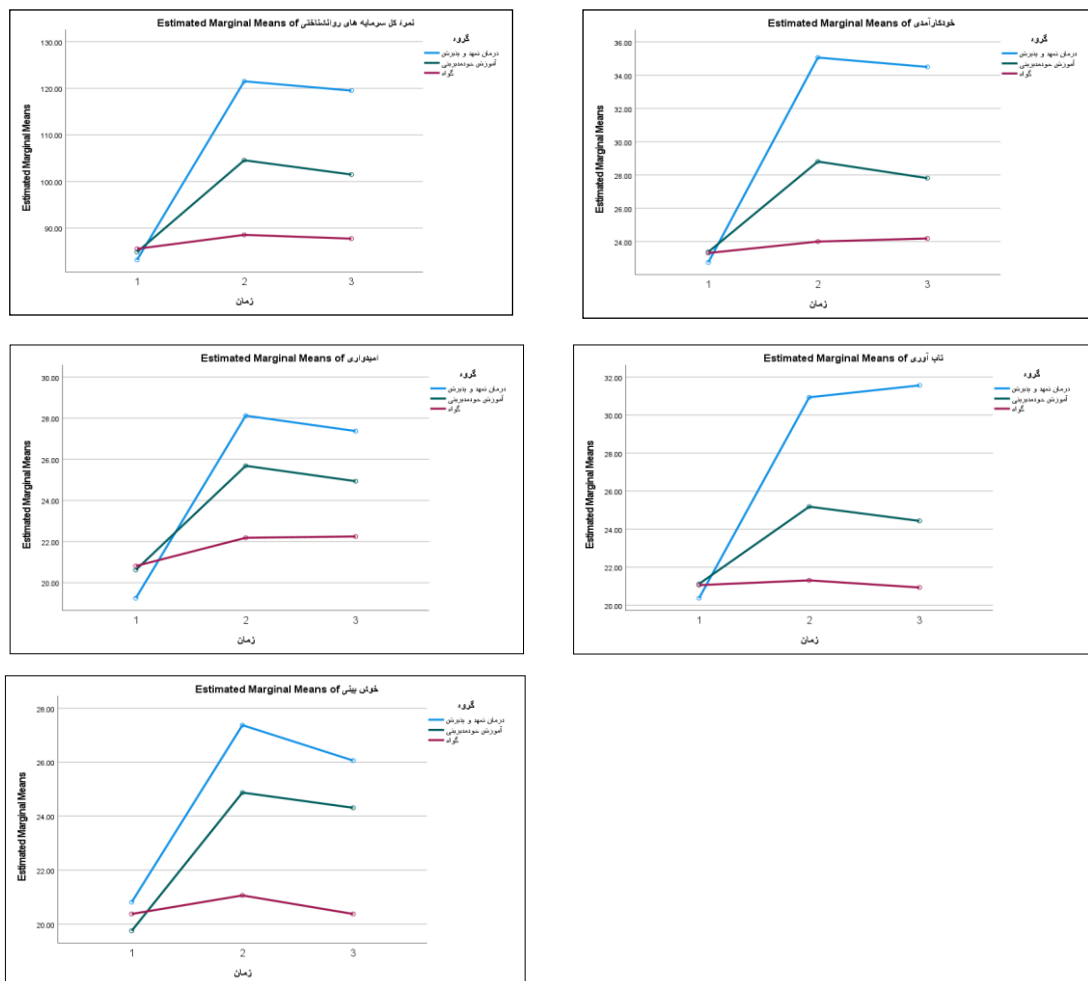 Estimated Marginal Means of نمرة کل سرمایه های روانشناختی
گروه
درمان تعهد و پذیرش
آموزش خودمدیریتی
گواه
130.00
120.00
110.00
100.00
90.00
Estimated Marginal Means
1 2 3
زمان
Estimated Marginal Means of خودکارآمدی
گروه
درمان تعهد و پذیرش
آموزش خودمدیریتی
گواه
36.00
34.00
32.00
30.00
28.00
26.00
24.00
Estimated Marginal Means
1 2 3
زمان
Estimated Marginal Means of امیدواری
گروه
درمان تعهد و پذیرش
آموزش خودمدیریتی
گواه
30.00
28.00
26.00
24.00
22.00
20.00
Estimated Marginal Means
1 2 3
زمان
Estimated Marginal Means of تاب آوری
گروه
درمان تعهد و پذیرش
آموزش خودمدیریتی
گواه
32.00
30.00
28.00
26.00
24.00
22.00
20.00
Estimated Marginal Means
1 2 3
زمان
Estimated Marginal Means of خوش بینی
گروه
درمان تعهد و پذیرش
آموزش خودمدیریتی
گواه
28.00
26.00
24.00
22.00
20.00
Estimated Marginal Means
1 2 3
زمان